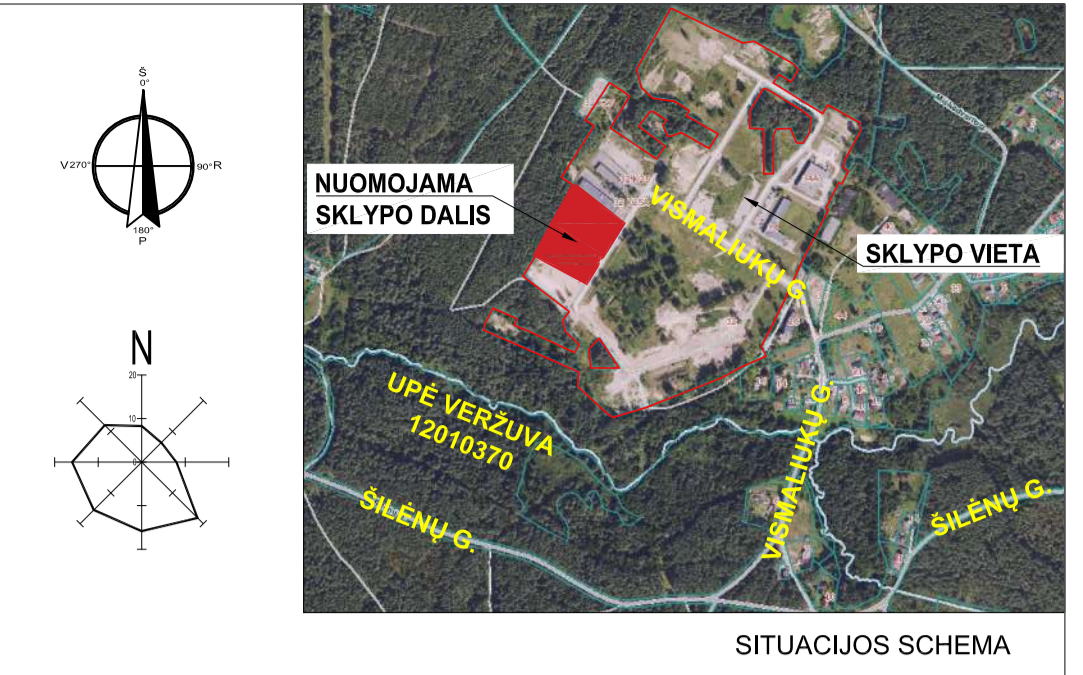 Š
0°
V270°
90°R
180°
P
N
20
10
0
NUOMOJAMA
SKLYPO DALIS
VISMALIUKŲ G.
SKLYPO VIETA
UPĖ VERŽUVA
12010370
VISMALIUKŲ G.
ŠILĖNŲ G.
ŠILĖNŲ G.
SITUACIJOS SCHEMA